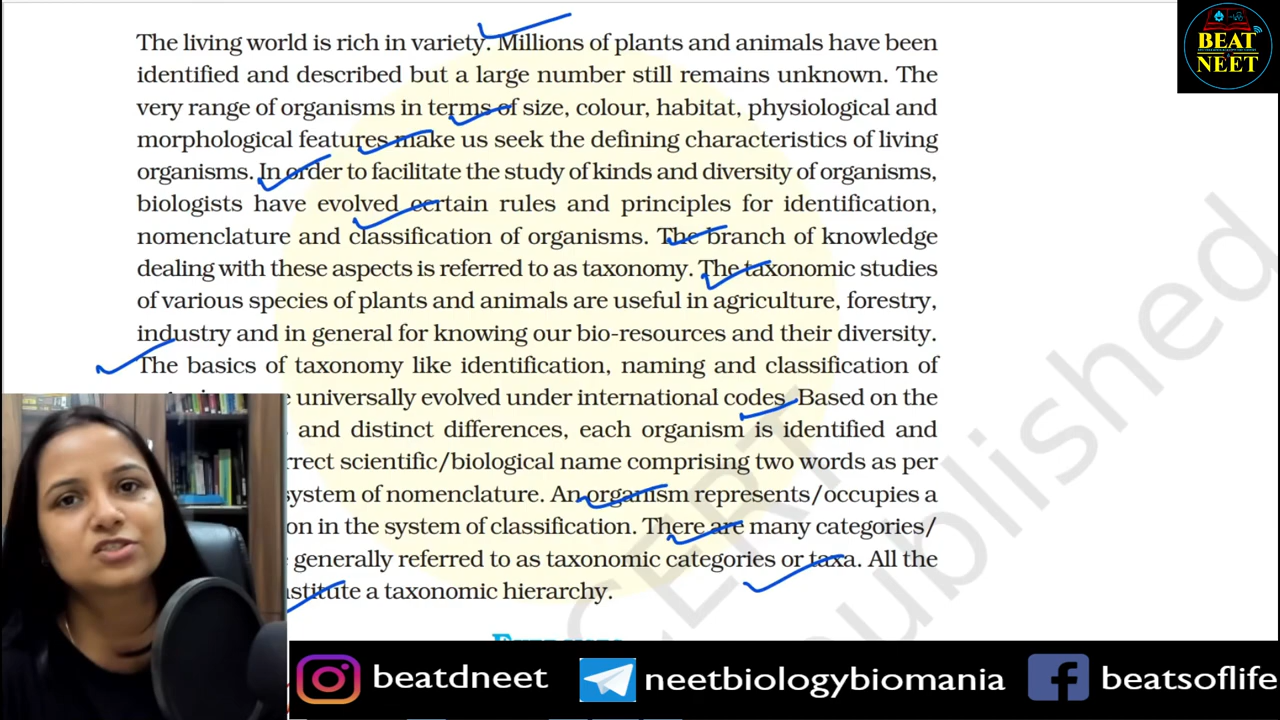 The living world is rich in variety. Millions of plants and animals have been
identified and described but a large number still remains unknown. The
very range of organisms in terms of size, colour, habitat, physiological and
morphological features make us seek the defining characteristics of living
organisms. In order to facilitate the study of kinds and diversity of organisms,
biologists have evolved certain rules and principles for identification,
nomenclature and classification of organisms. The branch of knowledge
dealing with these aspects is referred to as taxonomy. The taxonomic studies
of various species of plants and animals are useful in agriculture, forestry,
industry and in general for knowing our bio-resources and their diversity.
The basics of taxonomy like identification, naming and classification of
universally evolved under international codes. Based on the
and distinct differences, each organism is identified and
rrect scientific/biological name comprising two words as per
system of nomenclature. An organism represents/occupies a
on in the system of classification. There are many categories/
generally referred to as taxonomic categories or taxa. All the
stitute a taxonomic hierarchy.
BEAT
NEET
beatdneet
neetbiologybiomania
beatsoflife